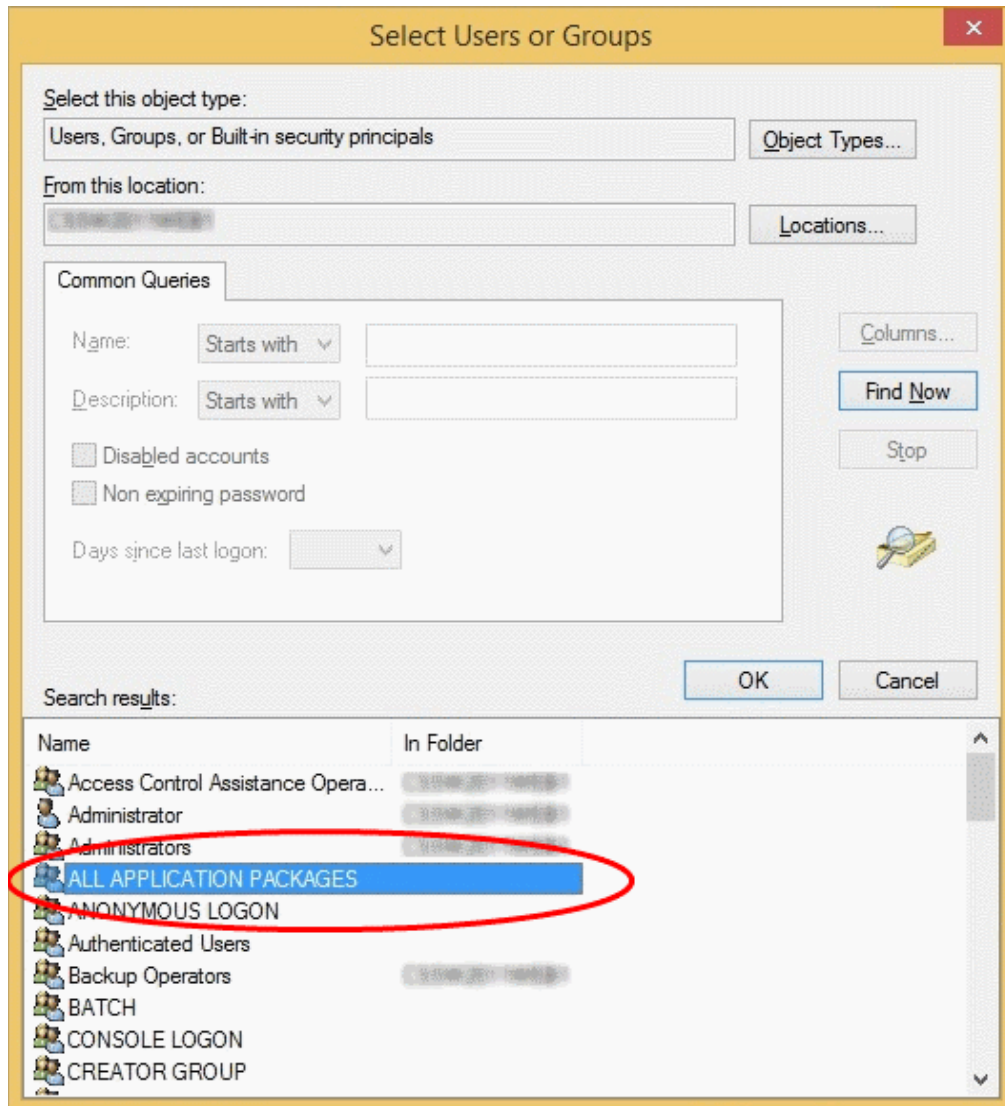 Select Users or Groups
Select this object type:
Users, Groups, or Built-in security principals
Object Types...
From this location:
Locations...
Common Queries
Name:
Starts with
Columns...
Description:
Starts with
Find Now
Disabled accounts
Stop
Non expiring password
Days since last logon:
OK
Cancel
Search results:
Name
In Folder
Access Control Assistance Opera...
Administrator
Administrators
ALL APPLICATION PACKAGES
ANONYMOUS LOGON
Authenticated Users
Backup Operators
BATCH
CONSOLE LOGON
CREATOR GROUP